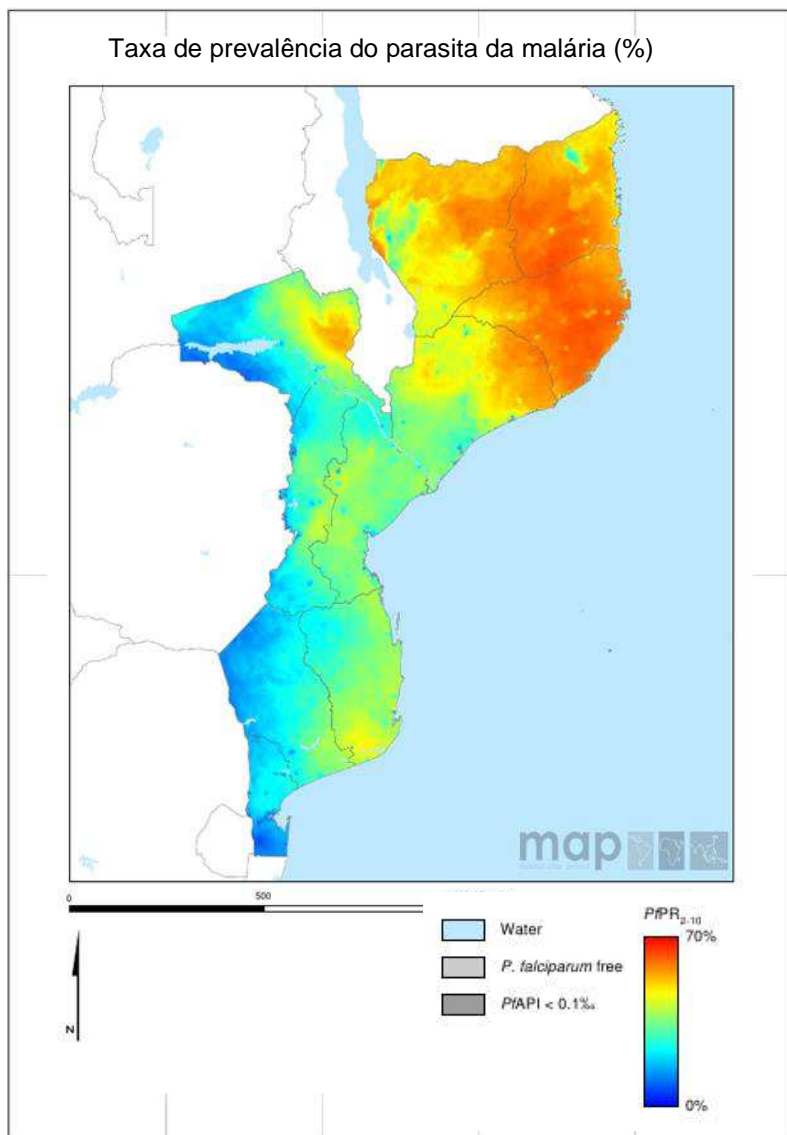 Taxa de prevalência do parasita da malária (%)
map
0 500
Water
P. falciparum free
PfAPI < 0.1‰
PfPR2-10
70%
0%
N